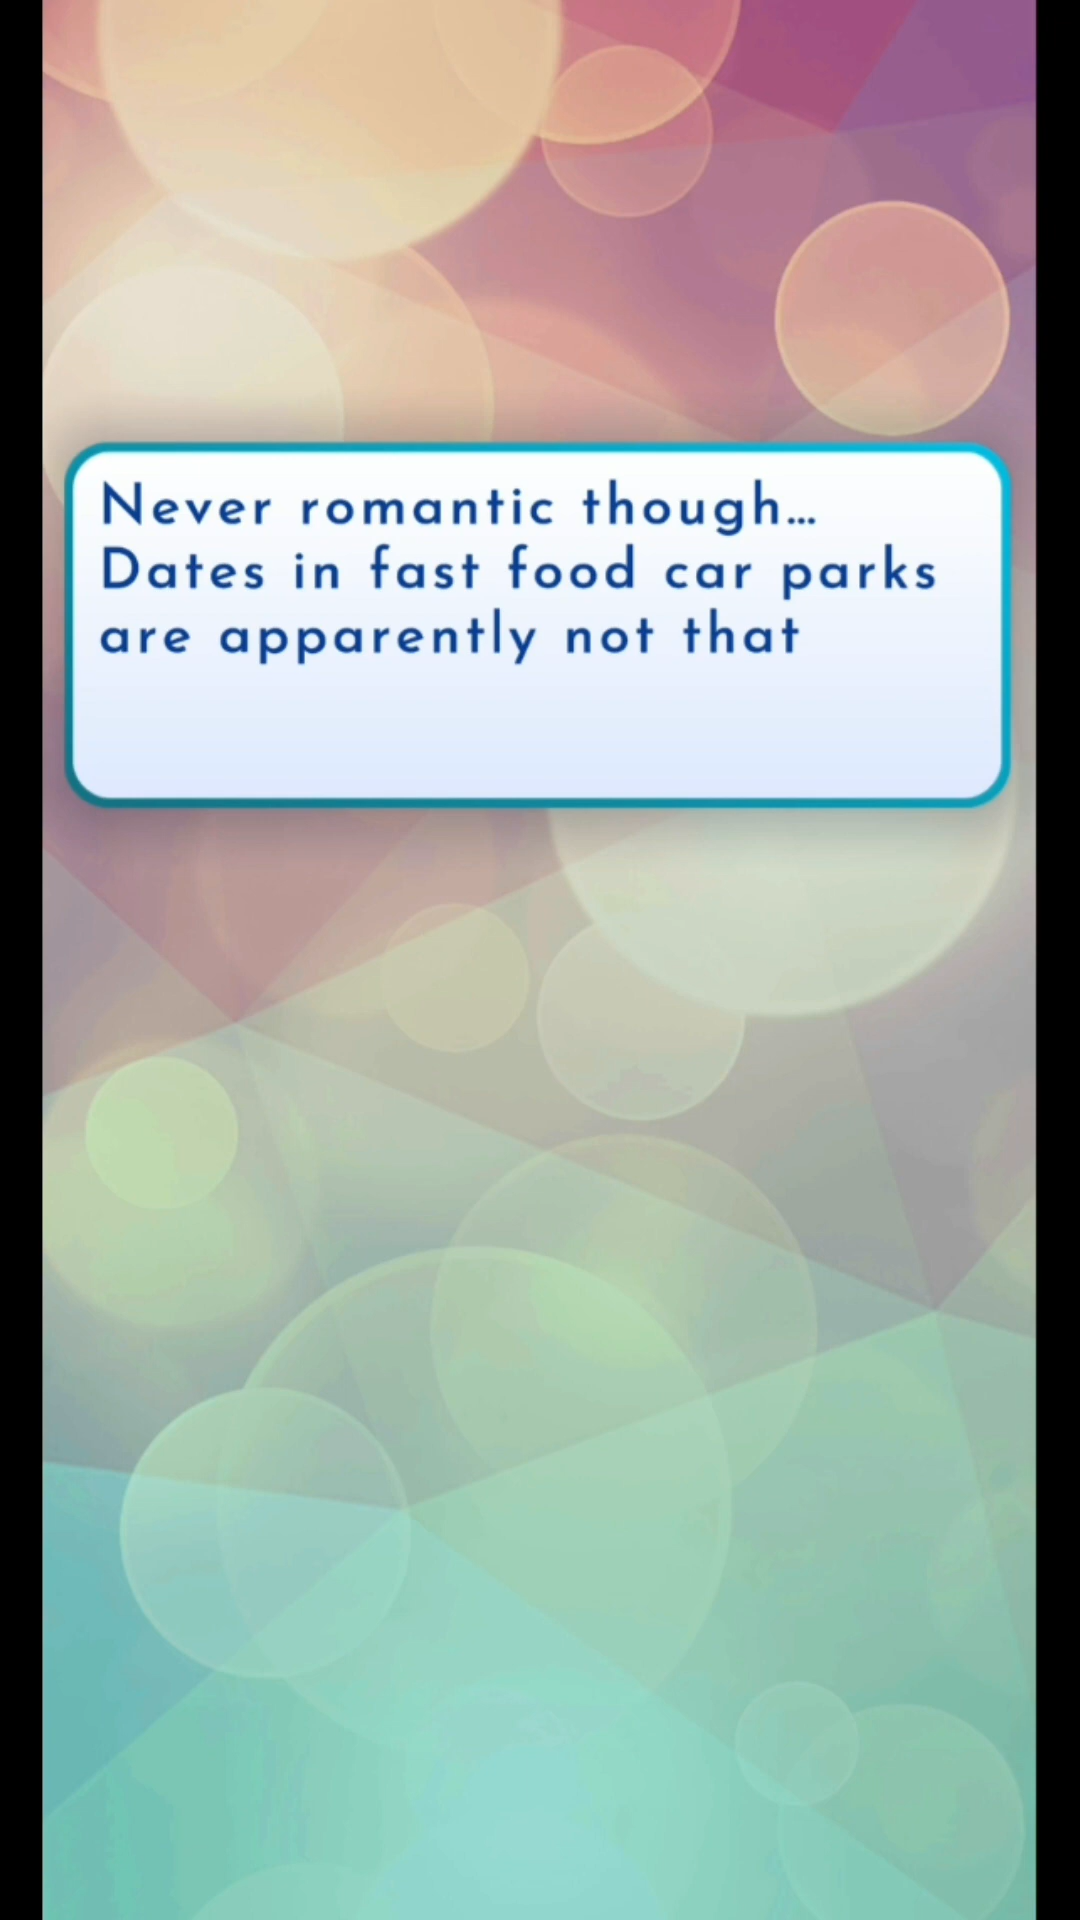 Never romantic though...
Dates in fast food car parks
are apparently not that